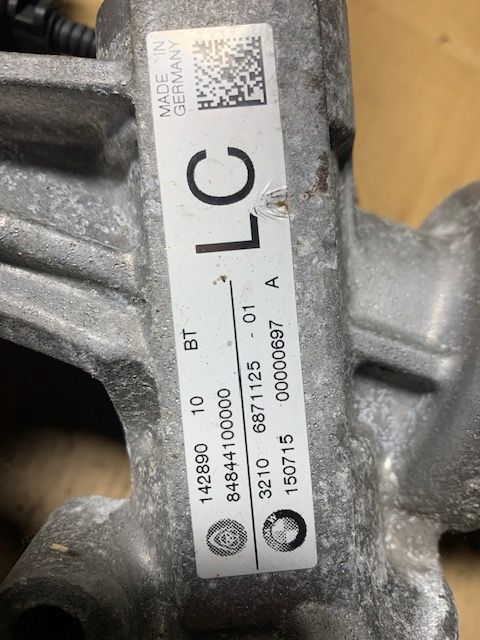 142890 10 BT
84844100000
3210 6871125 - 01
150715 00000697 A
LC
MADE IN
GERMANY